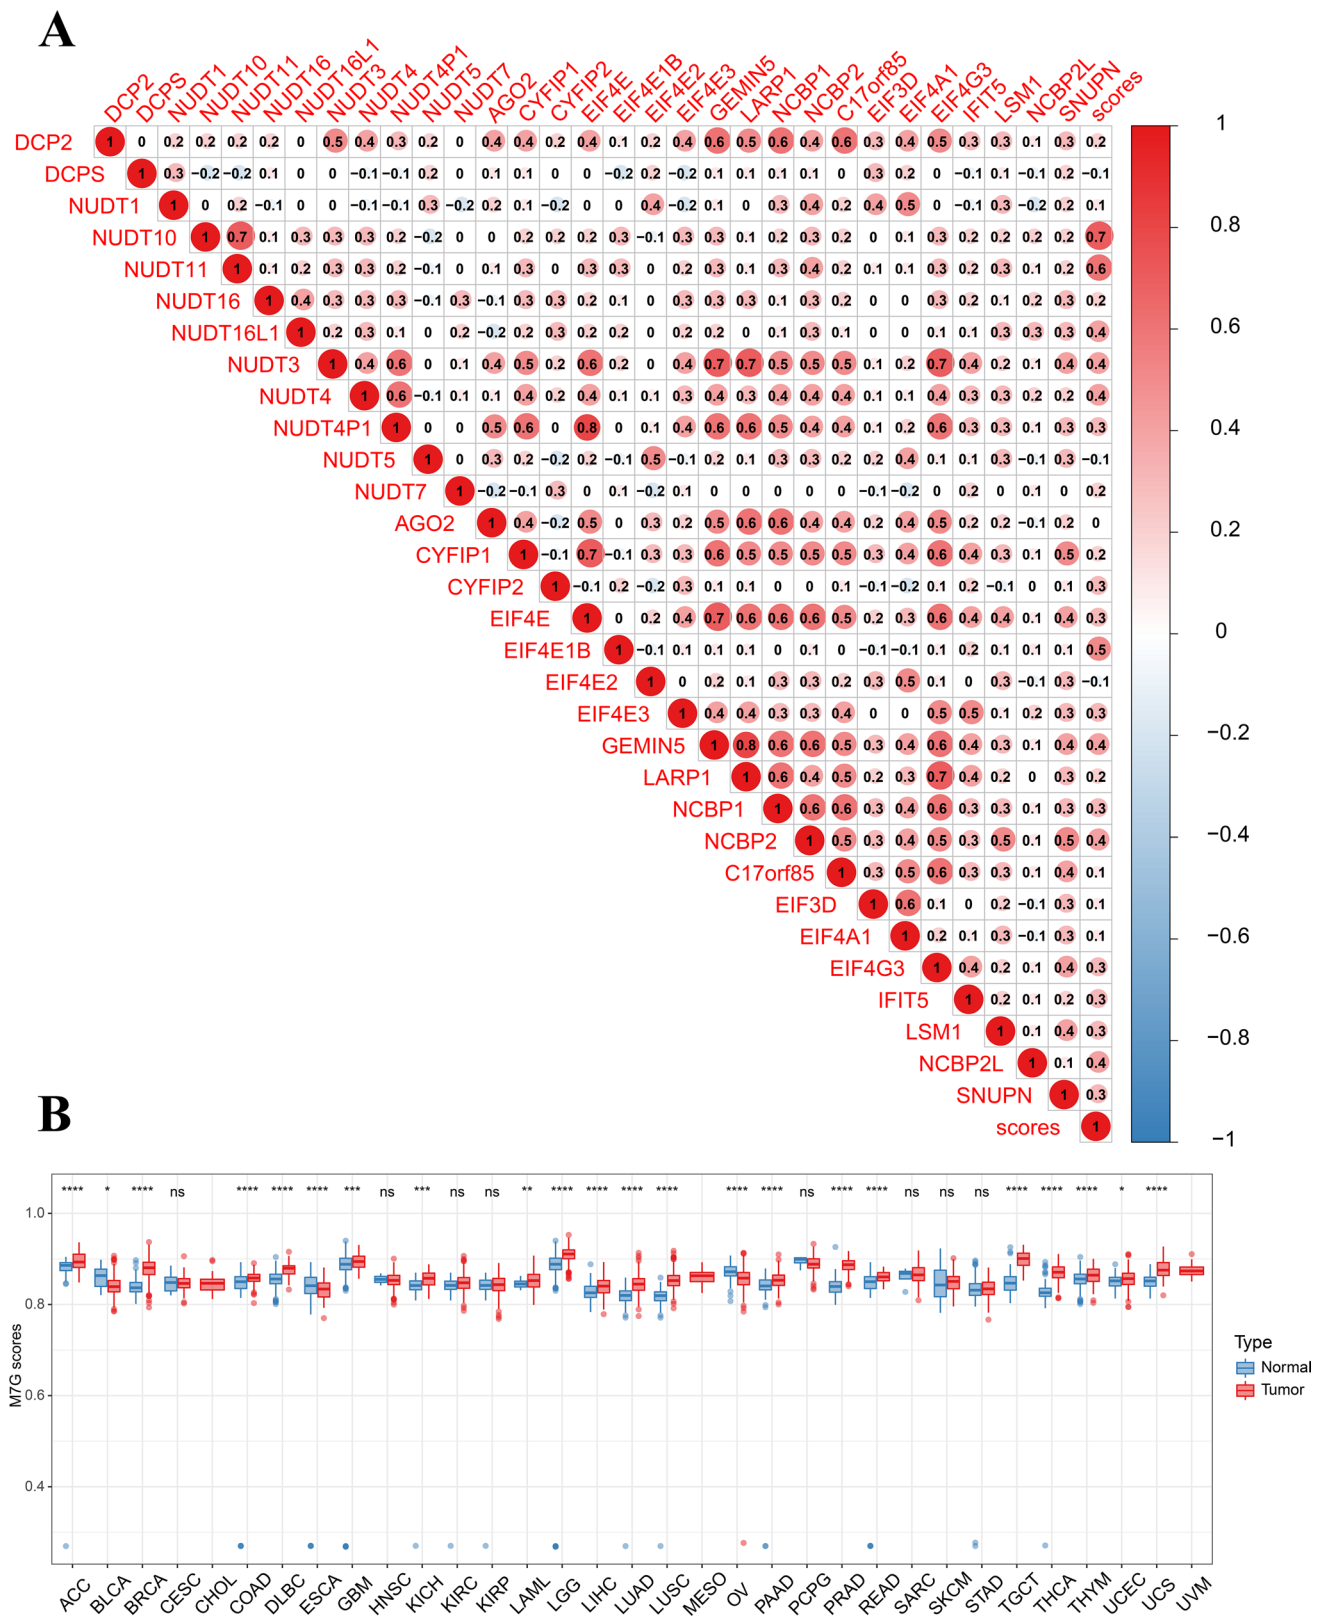 A
DCP2 DCPS NUDT1 NUDT10 NUDT11 NUDT16 NUDT16L1 NUDT3 NUDT4 NUDT4P1 NUDT5 NUDT7 AGO2 CYFIP1 CYFIP2 EIF4E EIF4E1B EIF4E2 EIF4E3 GEMIN5 LARP1 NCBP1 NCBP2 C17orf85 EIF3D EIF4A1 EIF4G3 IFIT5 LSM1 NCBP2L SNUPN scores
DCP2 1 0 0.2 0.2 0.2 0.2 0 0.5 0.4 0.3 0.2 0 0.4 0.4 0.2 0.4 0.1 0.2 0.4 0.6 0.5 0.6 0.4 0.6 0.3 0.4 0.5 0.3 0.3 0.1 0.3 0.2
DCPS 1 0.3 −0.2 −0.2 0.1 0 0 −0.1 −0.1 0.2 0 0.1 0.1 0 0 −0.2 0.2 −0.2 0.1 0.1 0.1 0.1 0 0.3 0.2 0 −0.1 0.1 −0.1 0.2 −0.1
NUDT1 1 0 0.2 −0.1 0 0 −0.1 −0.1 0.3 −0.2 0.2 0.1 −0.2 0 0 0.4 −0.2 0.1 0 0.3 0.4 0.2 0.4 0.5 0 −0.1 0.3 −0.2 0.2 0.1
NUDT10 1 0.7 0.1 0.3 0.3 0.3 0.2 −0.2 0 0 0.2 0.2 0.2 0.3 −0.1 0.3 0.3 0.1 0.2 0.3 0.2 0 0.1 0.3 0.2 0.2 0.2 0.2 0.7
NUDT11 1 0.1 0.2 0.3 0.3 0.2 −0.1 0 0.1 0.3 0 0.3 0.3 0 0.2 0.3 0.1 0.3 0.4 0.2 0.1 0.1 0.3 0.2 0.3 0.1 0.2 0.6
NUDT16 1 0.4 0.3 0.3 0.3 −0.1 0.3 −0.1 0.3 0.3 0.2 0.1 0 0.3 0.3 0.3 0.1 0.3 0.2 0 0 0.3 0.2 0.1 0.2 0.3 0.2
NUDT16L1 1 0.2 0.3 0.1 0 0.2 −0.2 0.2 0.3 0.2 0.2 0 0.2 0.2 0 0.1 0.3 0.1 0 0 0.1 0.1 0.3 0.3 0.3 0.4
NUDT3 1 0.4 0.6 0 0.1 0.4 0.5 0.2 0.6 0.2 0 0.4 0.7 0.7 0.5 0.5 0.5 0.1 0.2 0.7 0.4 0.2 0.1 0.4 0.4
NUDT4 1 0.6 −0.1 0.1 0.1 0.4 0.2 0.4 0.1 0.1 0.3 0.4 0.3 0.4 0.4 0.4 0.1 0.1 0.4 0.3 0.3 0.2 0.2 0.4
NUDT4P1 1 0 0 0.5 0.6 0 0.8 0 0.1 0.4 0.6 0.6 0.5 0.4 0.4 0.1 0.2 0.6 0.3 0.3 0.1 0.3 0.3
NUDT5 1 0 0.3 0.2 −0.2 0.2 −0.1 0.5 −0.1 0.2 0.1 0.3 0.3 0.2 0.2 0.4 0.1 0.1 0.3 −0.1 0.3 −0.1
NUDT7 1 −0.2 −0.1 0.3 0 0.1 −0.2 0.1 0 0 0 0 0 −0.1 −0.2 0 0.2 0 0.1 0 0.2
AGO2 1 0.4 −0.2 0.5 0 0.3 0.2 0.5 0.6 0.6 0.4 0.4 0.2 0.4 0.5 0.2 0.2 −0.1 0.2 0
CYFIP1 1 −0.1 0.7 −0.1 0.3 0.3 0.6 0.5 0.5 0.5 0.5 0.3 0.4 0.6 0.4 0.3 0.1 0.5 0.2
CYFIP2 1 −0.1 0.2 −0.2 0.3 0.1 0.1 0 0 0.1 −0.1 −0.2 0.1 0.2 −0.1 0 0.1 0.3
EIF4E 1 0 0.2 0.4 0.7 0.6 0.6 0.6 0.5 0.2 0.3 0.6 0.4 0.4 0.1 0.4 0.3
EIF4E1B 1 −0.1 0.1 0.1 0.1 0 0.1 0 −0.1 −0.1 0.1 0.2 0.1 0.1 0.1 0.5
EIF4E2 1 0 0.2 0.1 0.3 0.3 0.2 0.3 0.5 0.1 0 0.3 −0.1 0.3 −0.1
EIF4E3 1 0.4 0.4 0.3 0.3 0.4 0 0 0.5 0.5 0.1 0.2 0.3 0.3
GEMIN5 1 0.8 0.6 0.6 0.5 0.3 0.4 0.6 0.4 0.3 0.1 0.4 0.4
LARP1 1 0.6 0.4 0.5 0.2 0.3 0.7 0.4 0.2 0 0.3 0.2
NCBP1 1 0.6 0.6 0.3 0.4 0.6 0.3 0.3 0.1 0.3 0.3
NCBP2 1 0.5 0.3 0.4 0.5 0.3 0.5 0.1 0.5 0.4
C17orf85 1 0.3 0.5 0.6 0.3 0.3 0.1 0.4 0.1
EIF3D 1 0.6 0.1 0 0.2 −0.1 0.3 0.1
EIF4A1 1 0.2 0.1 0.3 −0.1 0.3 0.1
EIF4G3 1 0.4 0.2 0.1 0.4 0.3
IFIT5 1 0.2 0.1 0.2 0.3
LSM1 1 0.1 0.4 0.3
NCBP2L 1 0.1 0.4
SNUPN 1 0.3
scores 1
1
0.8
0.6
0.4
0.2
0
−0.2
−0.4
−0.6
−0.8
−1
B
**** * **** ns **** **** **** *** ns *** ns ns ** **** **** **** **** **** **** ns **** **** ns ns ns **** **** **** * ****
1.0
0.8
0.6
0.4
M7G scores
ACC BLCA BRCA CESC CHOL COAD DLBC ESCA GBM HNSC KICH KIRC KIRP LAML LGG LIHC LUAD LUSC MESO OV PAAD PCPG PRAD READ SARC SKCM STAD TGCT THCA THYM UCEC UCS UVM
Type
Normal
Tumor